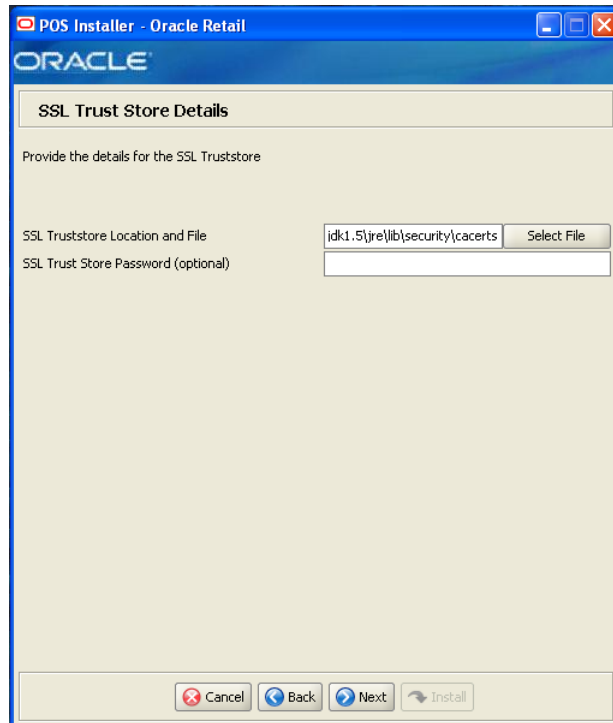 POS Installer - Oracle Retail
ORACLE
SSL Trust Store Details
Provide the details for the SSL Truststore
SSL Truststore Location and File jdk1.5\jre\lib\security\cacerts Select File
SSL Trust Store Password (optional)
Cancel Back Next Install